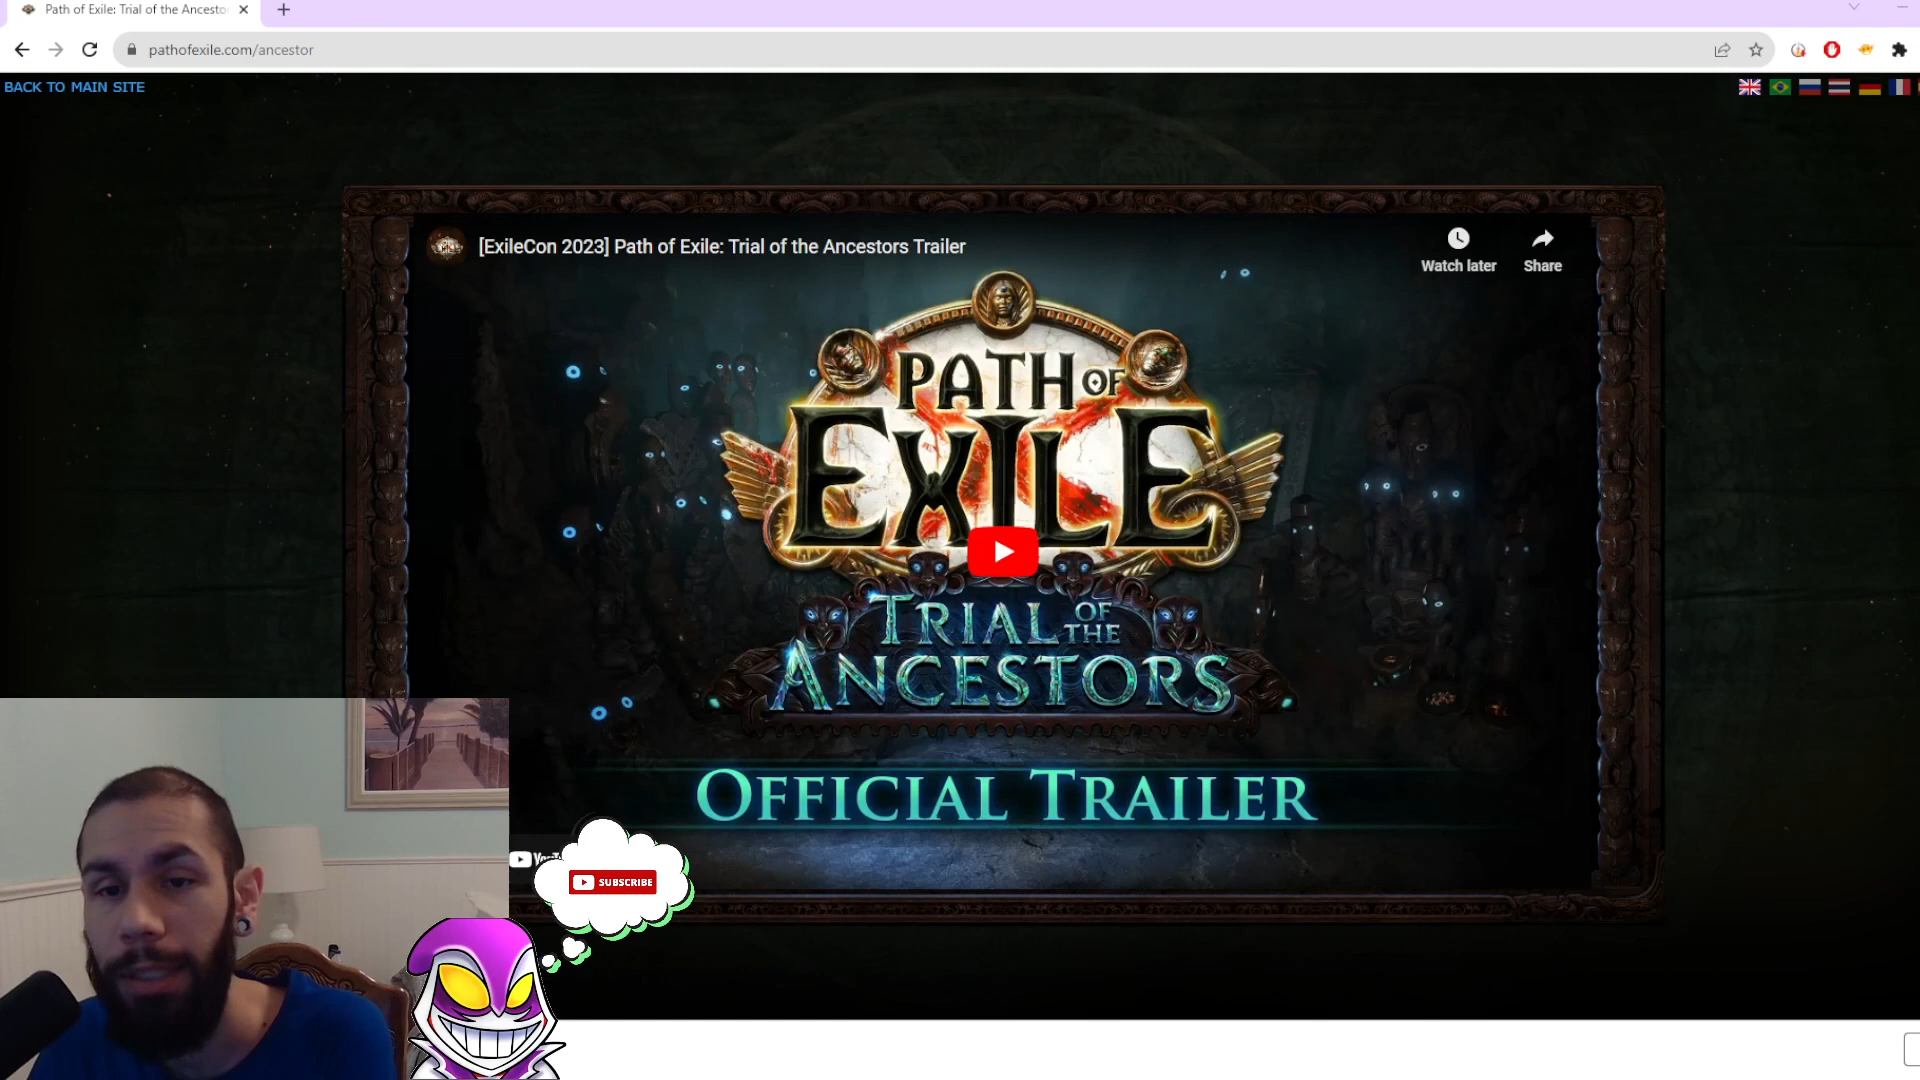 Path of Exile: Trial of the Ancesto
pathofexile.com/ancestor
BACK TO MAIN SITE
[ExileCon 2023] Path of Exile: Trial of the Ancestors Trailer
Watch later
Share
PATH OF
EXILE
TRIAL OF THE
ANCESTORS
OFFICIAL TRAILER
SUBSCRIBE